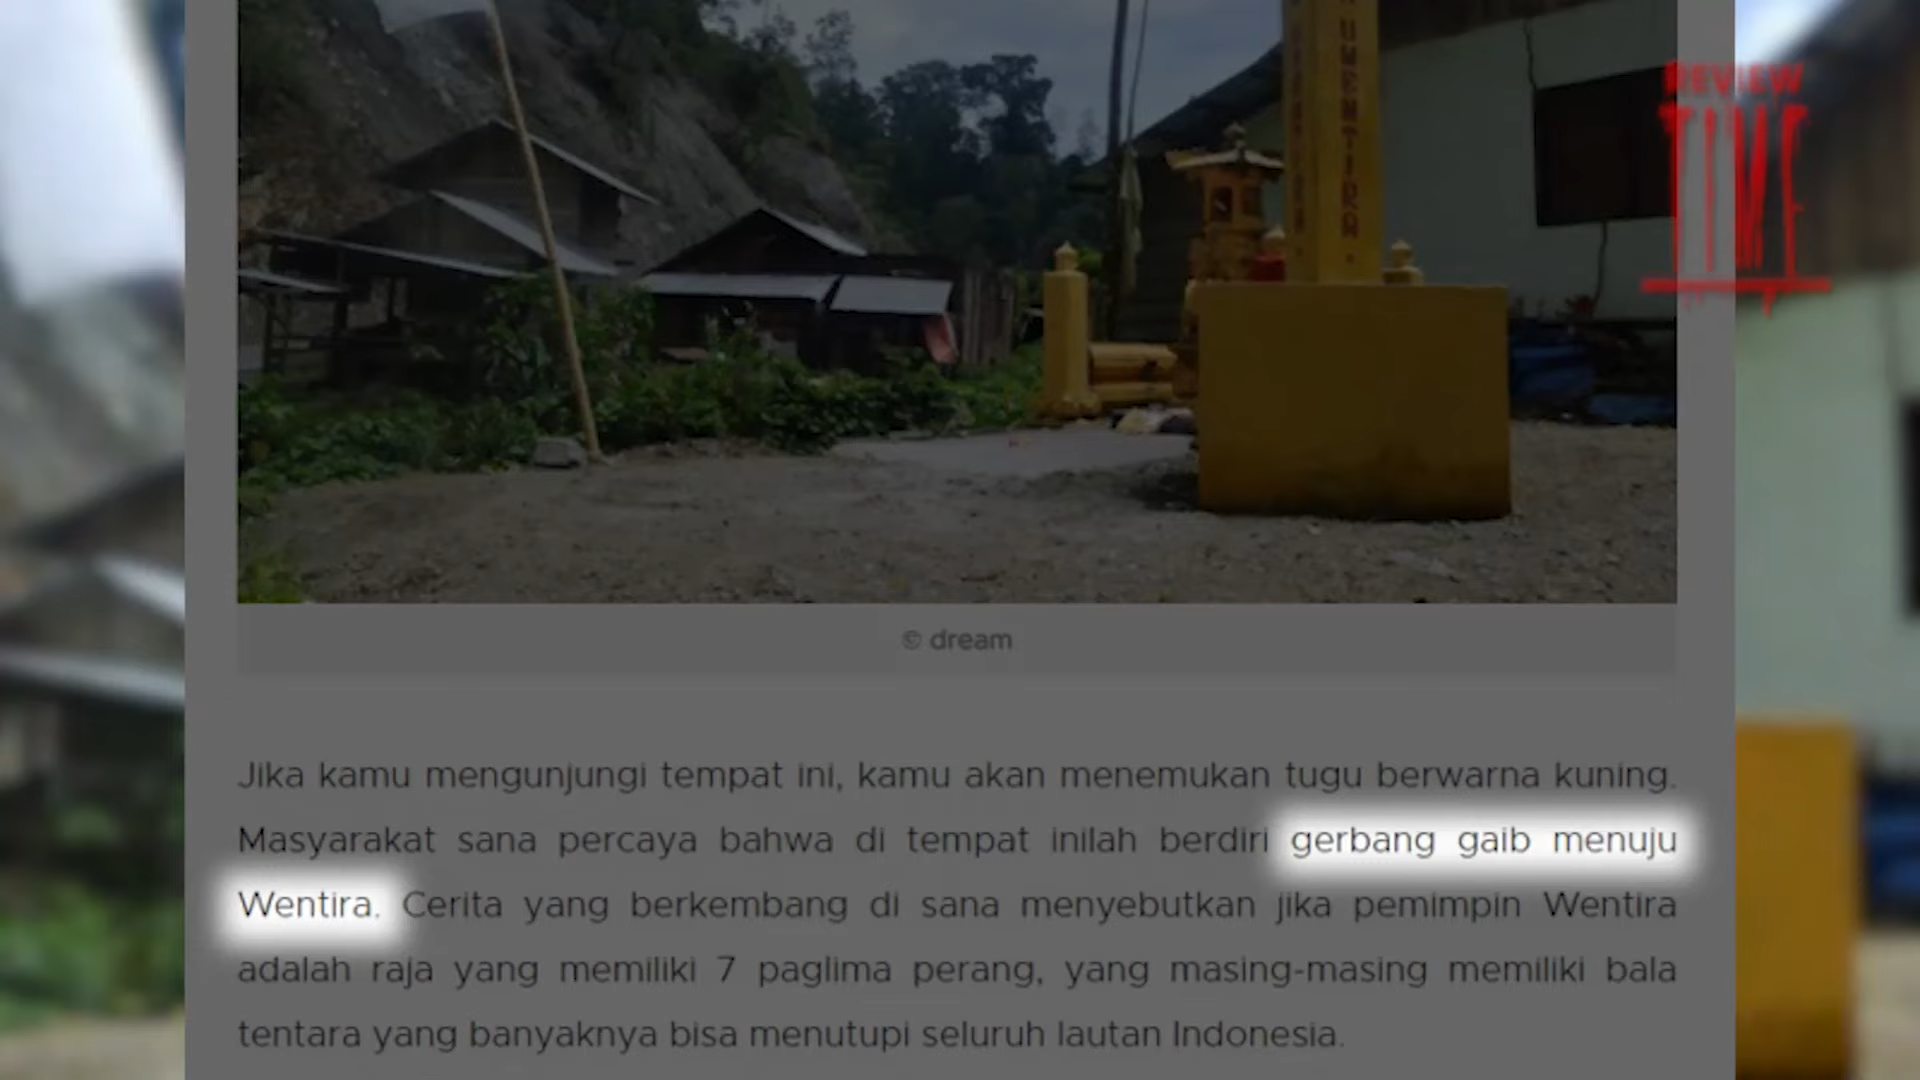 REVIEW
TIME
UWENTIRA
© dream
Jika kamu mengunjungi tempat ini, kamu akan menemukan tugu berwarna kuning.
Masyarakat sana percaya bahwa di tempat inilah berdiri gerbang gaib menuju
Wentira. Cerita yang berkembang di sana menyebutkan jika pemimpin Wentira
adalah raja yang memiliki 7 paglima perang, yang masing-masing memiliki bala
tentara yang banyaknya bisa menutupi seluruh lautan Indonesia.